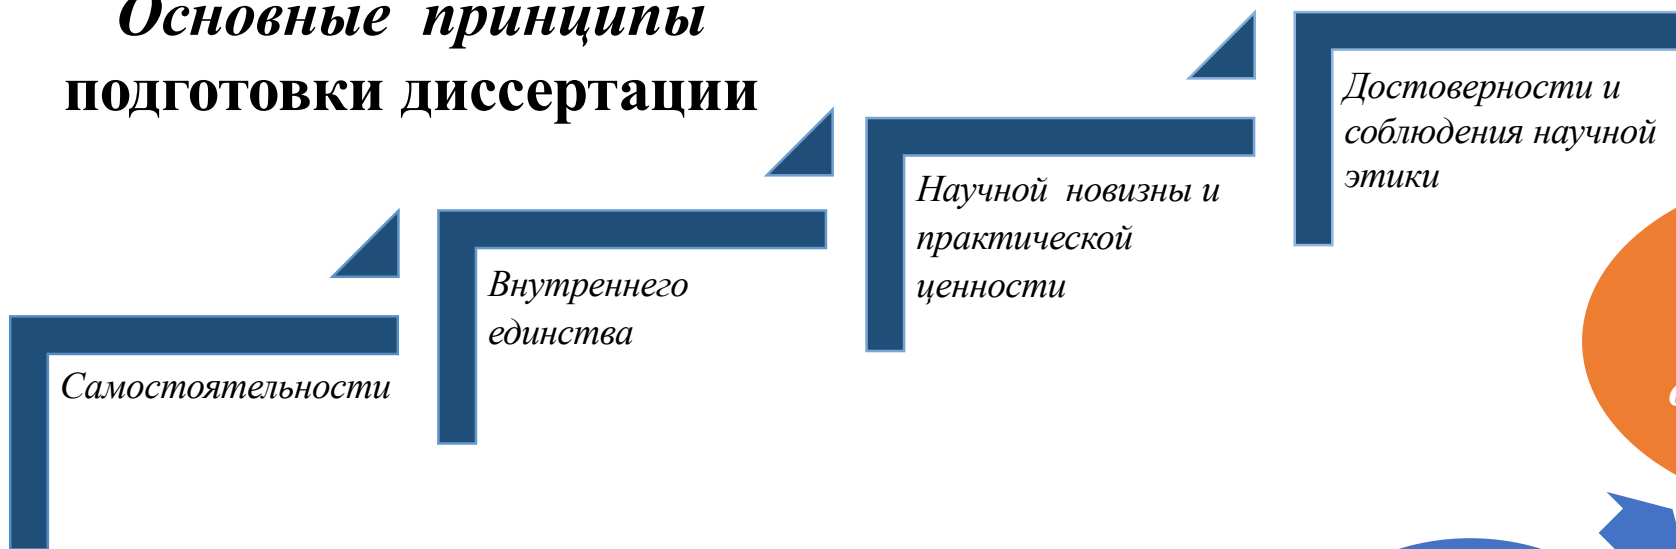 Основные принципы
подготовки диссертации
Самостоятельности
Внутреннего
единства
Научной новизны и
практической
ценности
Достоверности и
соблюдения научной
этики